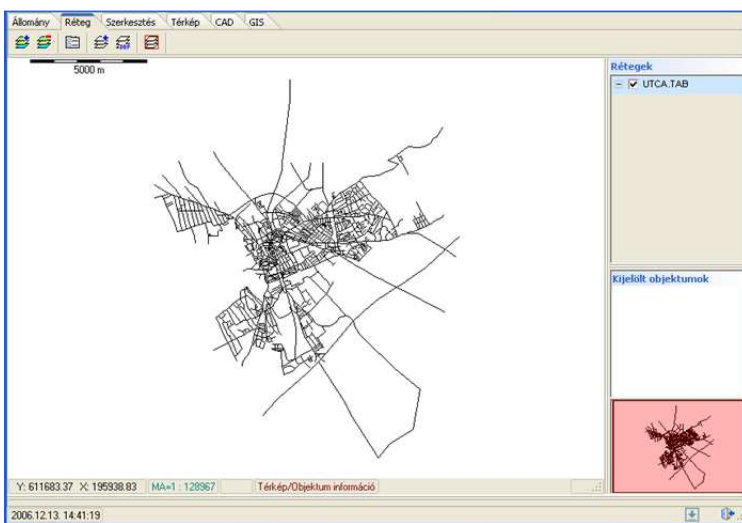 Állomány Réteg Szerkesztés Térkép CAD GIS
5000 m
Rétegek
UTCA.TAB
Kijelölt objektumok
Y: 611683.37 X: 195938.83 MA=1 : 128967 Térkép/Objektum információ
2006.12.13. 14:41:19